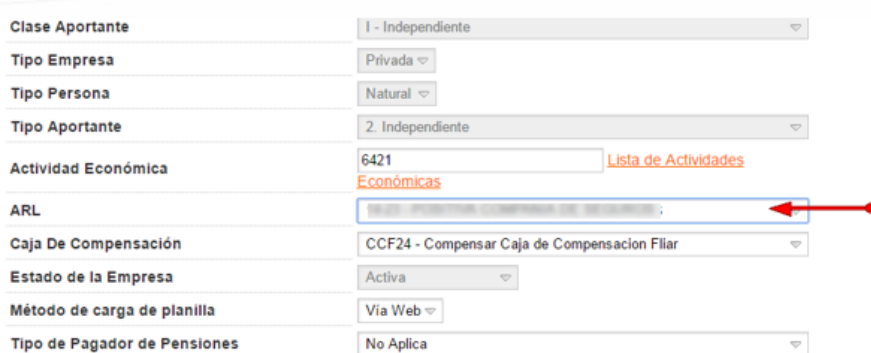 Clase Aportante I - Independiente
Tipo Empresa Privada
Tipo Persona Natural
Tipo Aportante 2. Independiente
Actividad Económica 6421 Lista de Actividades
Económicas
ARL
Caja De Compensación CCF24 - Compensar Caja de Compensacion Fliar
Estado de la Empresa Activa
Método de carga de planilla Vía Web
Tipo de Pagador de Pensiones No Aplica